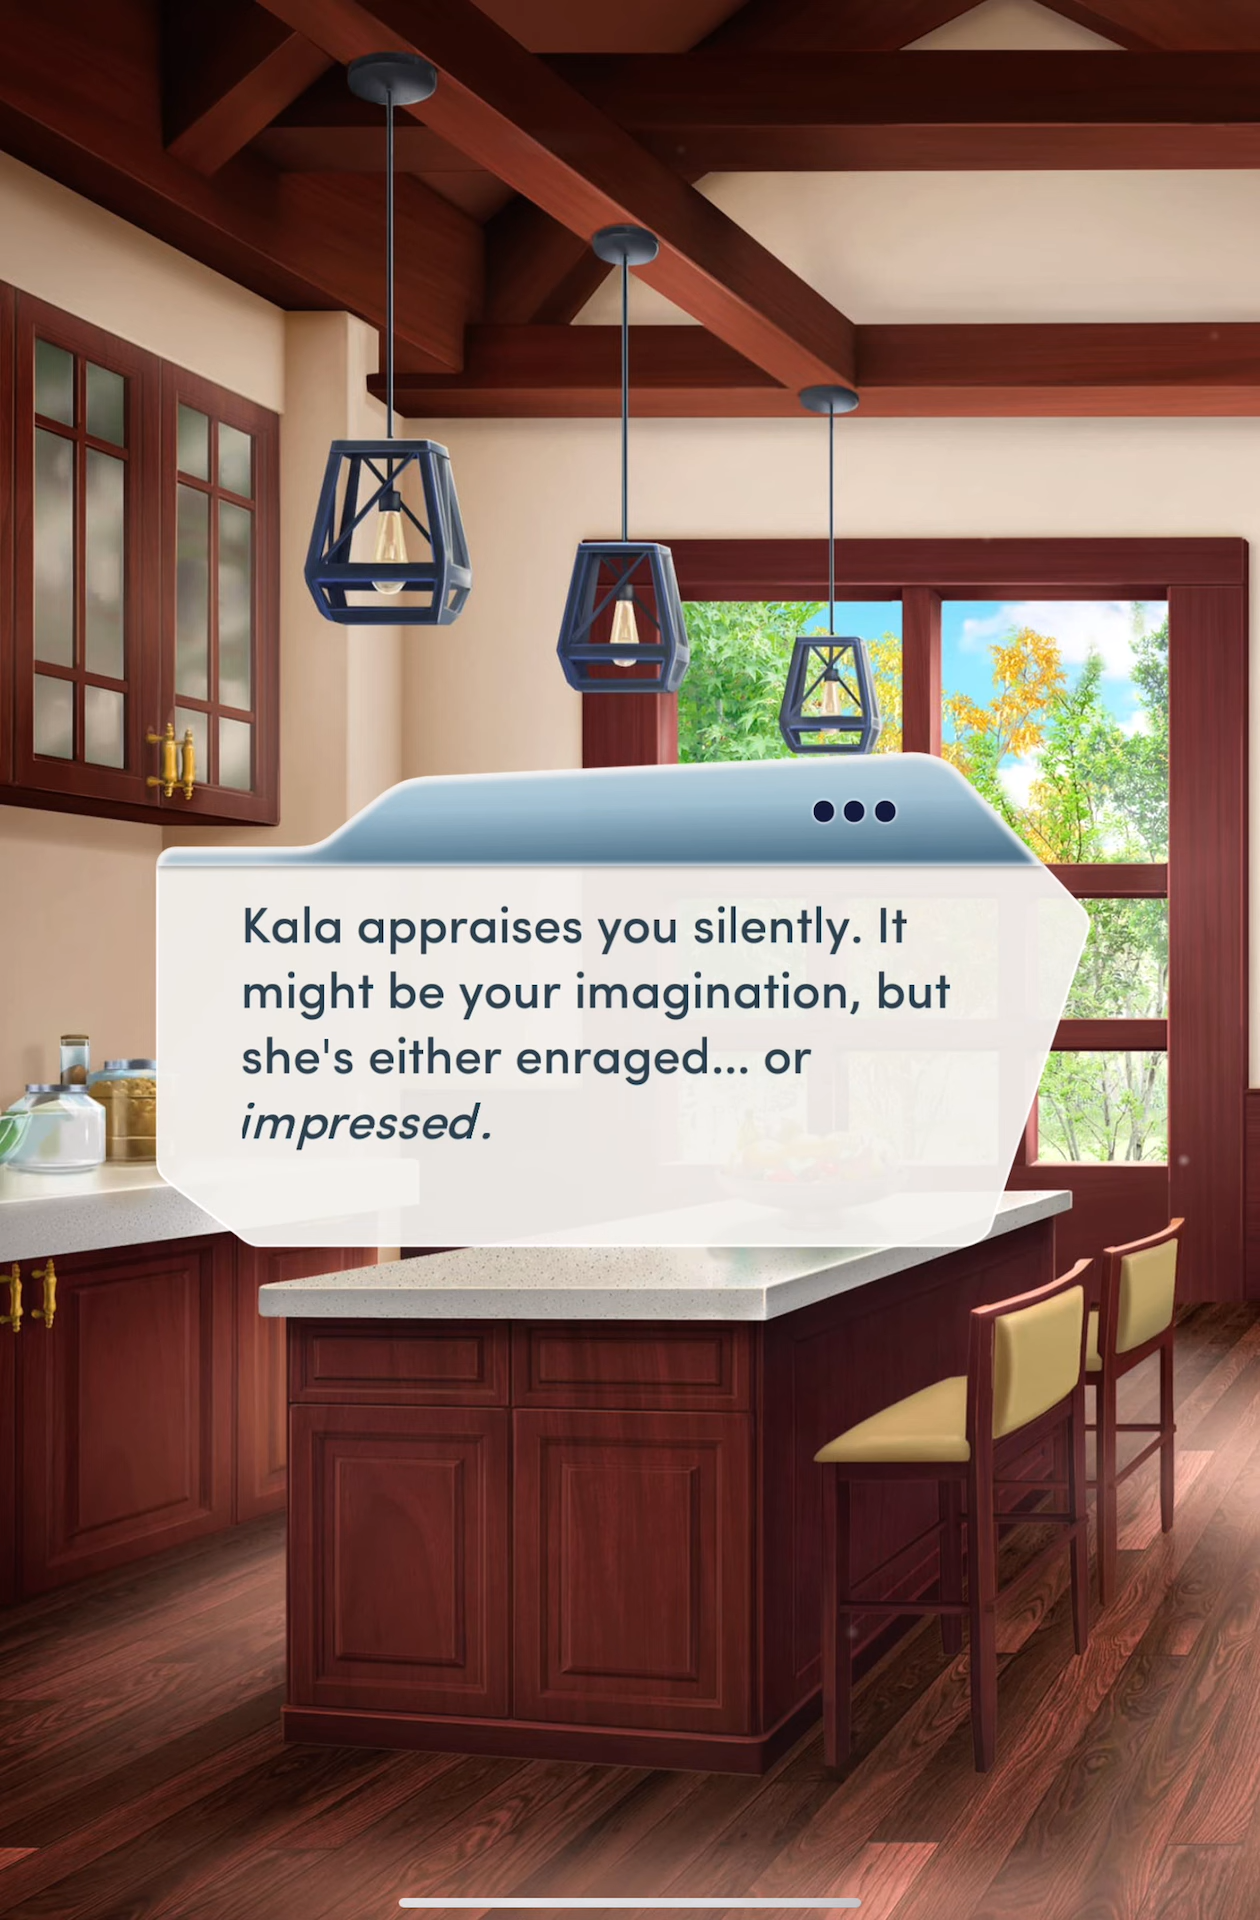 Kala appraises you silently. It
might be your imagination, but
she's either enraged... or
impressed.